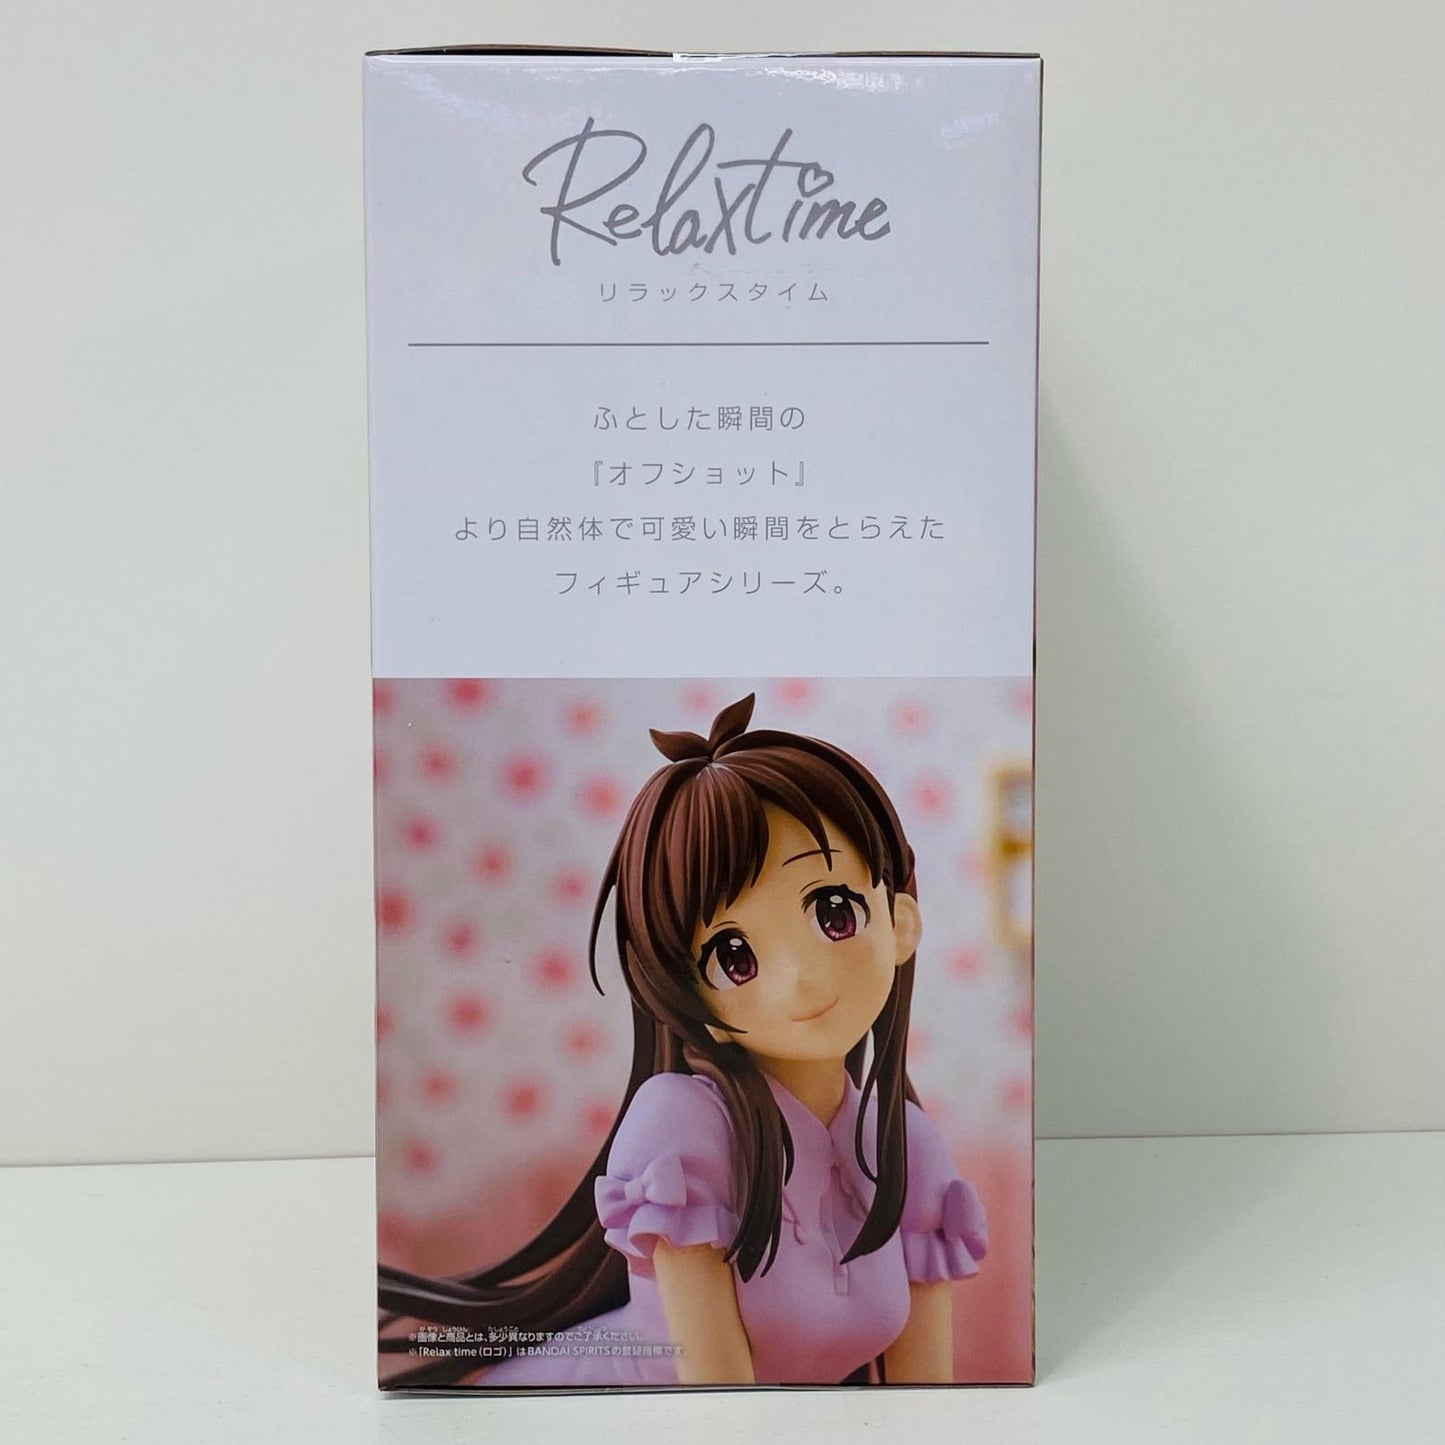 Relax time
リラックスタイム
ふとした瞬間の
『オフショット』
より自然体で可愛い瞬間をとらえた
フィギュアシリーズ。
※画像と商品とは、多少異なりますのでご了承ください。
※「Relax time(ロゴ)」はBANDAI SPIRITSの登録商標です。